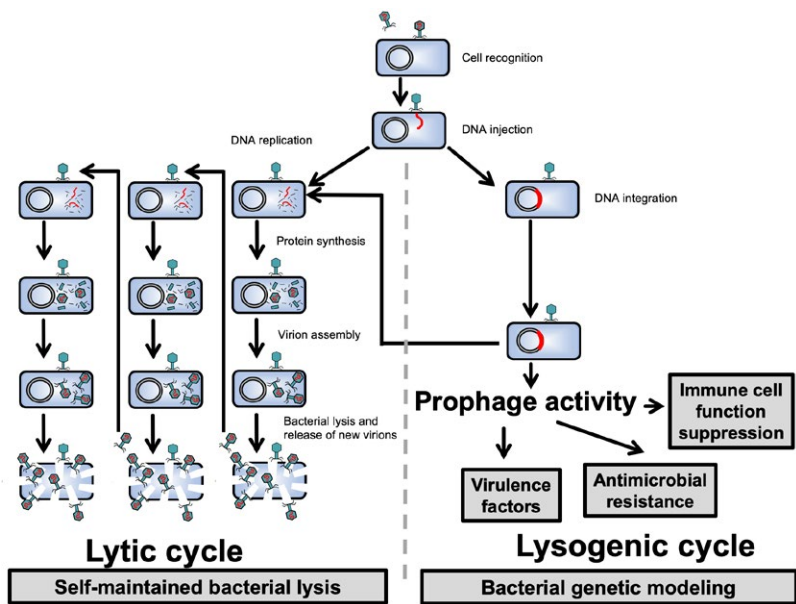 Cell recognition
DNA injection
DNA replication
DNA integration
Protein synthesis
Virion assembly
Bacterial lysis and
release of new virions
Prophage activity
Immune cell
function
suppression
Virulence
factors
Antimicrobial
resistance
Lytic cycle
Lysogenic cycle
Self-maintained bacterial lysis
Bacterial genetic modeling